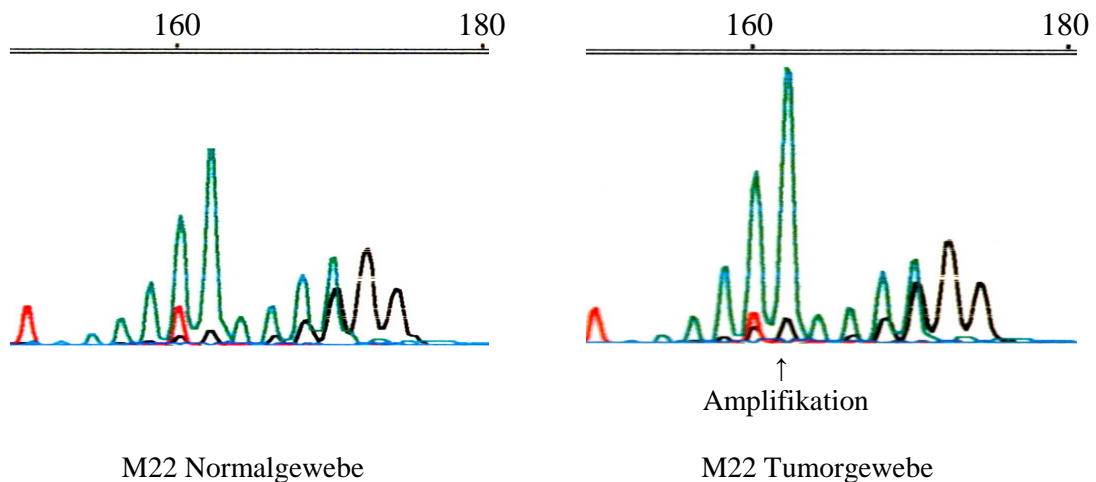 160 180
160 180
↑
Amplifikation
M22 Normalgewebe
M22 Tumorgewebe